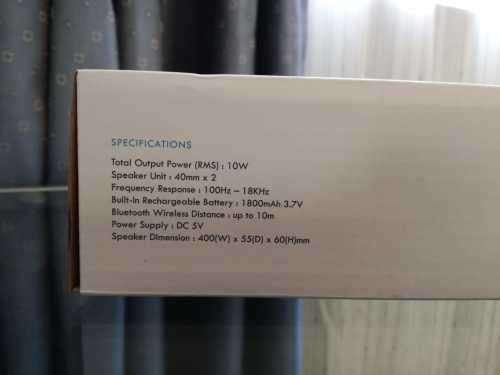 SPECIFICATIONS
Total Output Power (RMS) : 10W
Speaker Unit : 40mm x 2
Frequency Response : 100Hz – 18KHz
Built-In Rechargeable Battery : 1800mAh 3.7V
Bluetooth Wireless Distance : up to 10m
Power Supply : DC 5V
Speaker Dimension : 400(W) x 55(D) x 60(H)mm